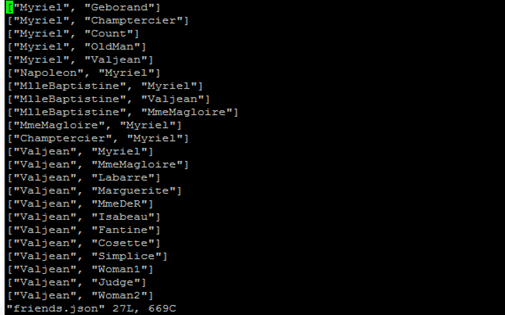 ["Myriel", "Geborand"]
["Myriel", "Champtercier"]
["Myriel", "Count"]
["Myriel", "OldMan"]
["Myriel", "Valjean"]
["Napoleon", "Myriel"]
["MlleBaptistine", "Myriel"]
["MlleBaptistine", "Valjean"]
["MlleBaptistine", "MmeMagloire"]
["MmeMagloire", "Myriel"]
["Champtercier", "Myriel"]
["Valjean", "Myriel"]
["Valjean", "MmeMagloire"]
["Valjean", "Labarre"]
["Valjean", "Marguerite"]
["Valjean", "MmeDeR"]
["Valjean", "Isabeau"]
["Valjean", "Fantine"]
["Valjean", "Cosette"]
["Valjean", "Simplice"]
["Valjean", "Woman1"]
["Valjean", "Judge"]
["Valjean", "Woman2"]
"friends.json" 27L, 669C